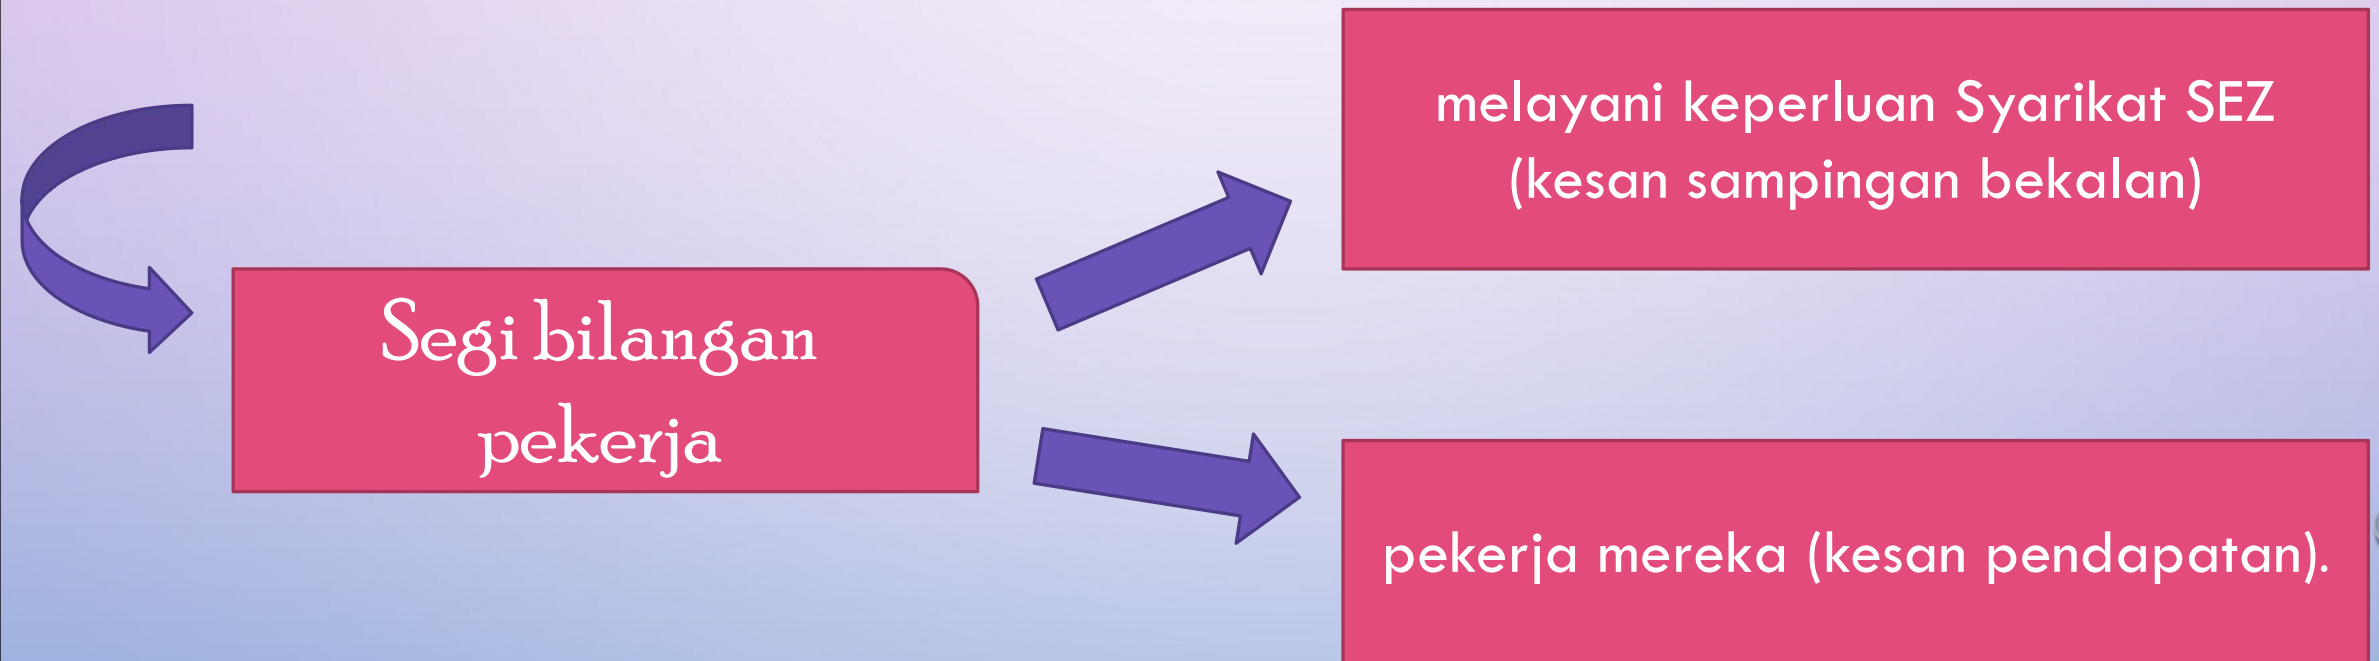 melayani keperluan Syarikat SEZ
(kesan sampingan bekalan)
Segi bilangan
pekerja
pekerja mereka (kesan pendapatan).